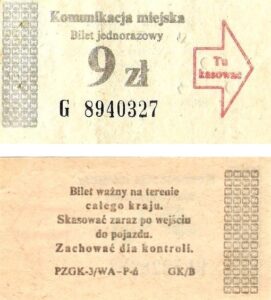 Komunikacja miejska
Bilet jednorazowy
9 zł
Tu
kasować
G 8940327
Bilet ważny na terenie
całego kraju.
Skasować zaraz po wejściu
do pojazdu.
Zachować dla kontroli.
PZGK-3/WA-P-6 GK/B